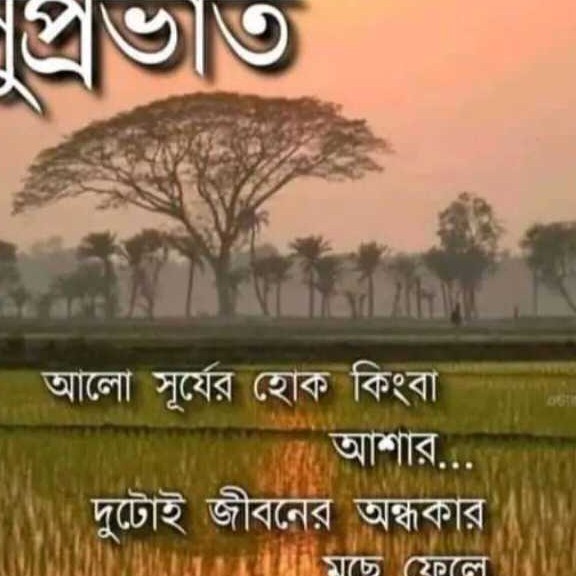 সুপ্রভাত
আলো সূর্যের হোক কিংবা
আশার...
দুটোই জীবনের অন্ধকার
মুছে ফেলে